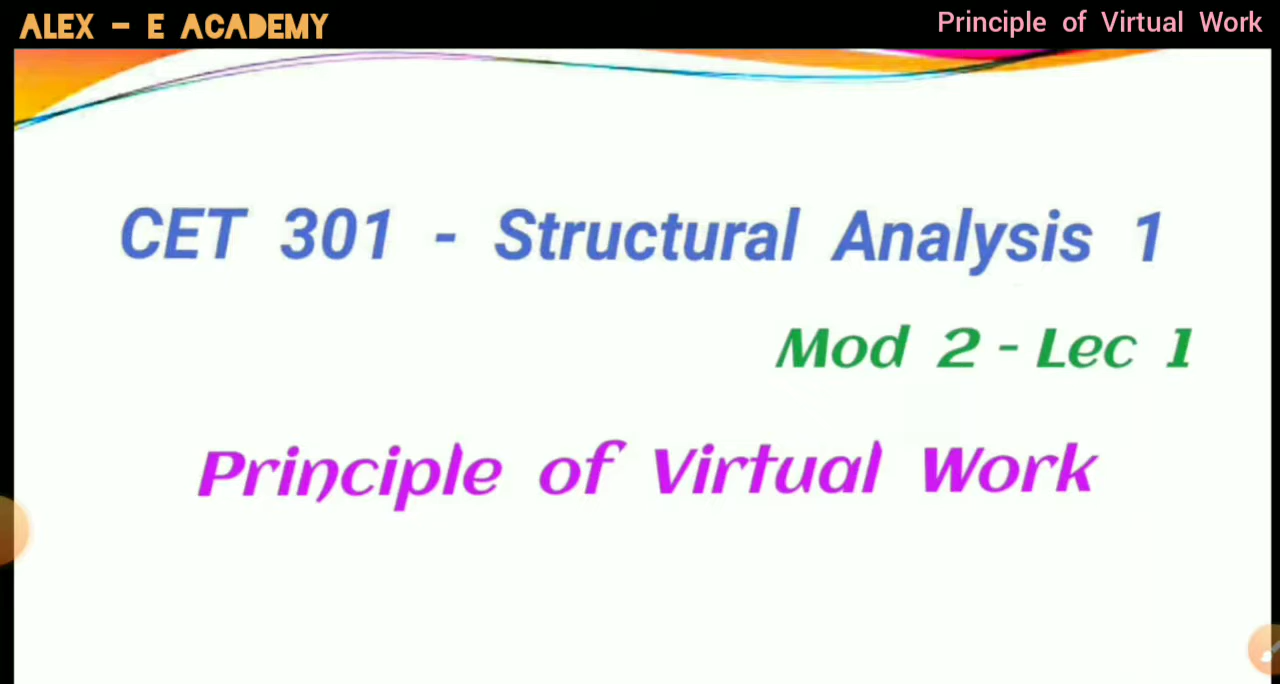 ALEX - E ACADEMY
Principle of Virtual Work
CET 301 - Structural Analysis 1
Mod 2 - Lec 1
Principle of Virtual Work